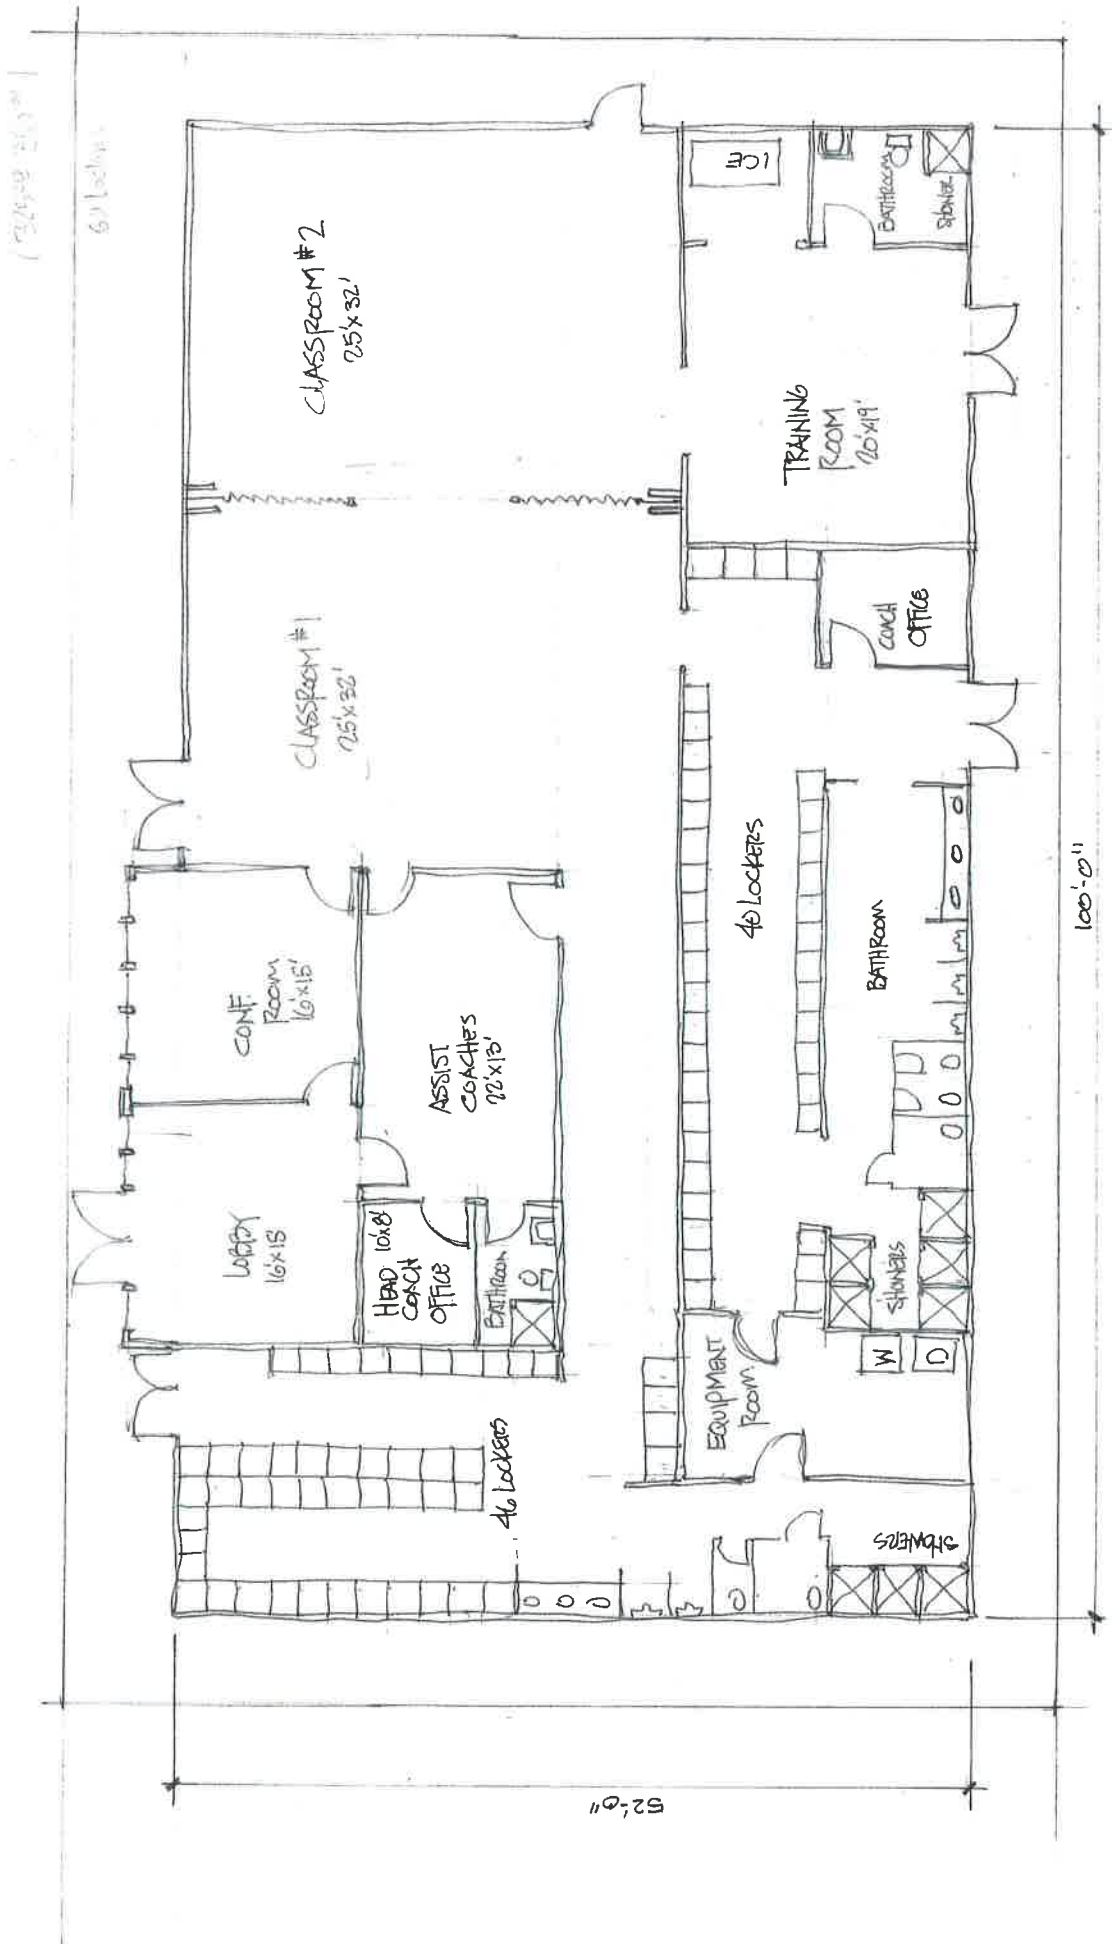 60 Lockers
CLASSROOM #2
25'x32'
ICE
BATHROOM
SHOWER
TRAINING
ROOM
20'x19'
CLASSROOM #1
25'x32'
COACH
OFFICE
CONF.
ROOM
16'x15'
ASSIST
COACHES
22'x13'
40 LOCKERS
BATHROOM
LOBBY
16'x15'
HEAD 10'x8'
COACH
OFFICE
BATHROOM
SHOWERS
W
D
EQUIPMENT
ROOM
46 LOCKERS
SHOWERS
100'-0"
52'-0"